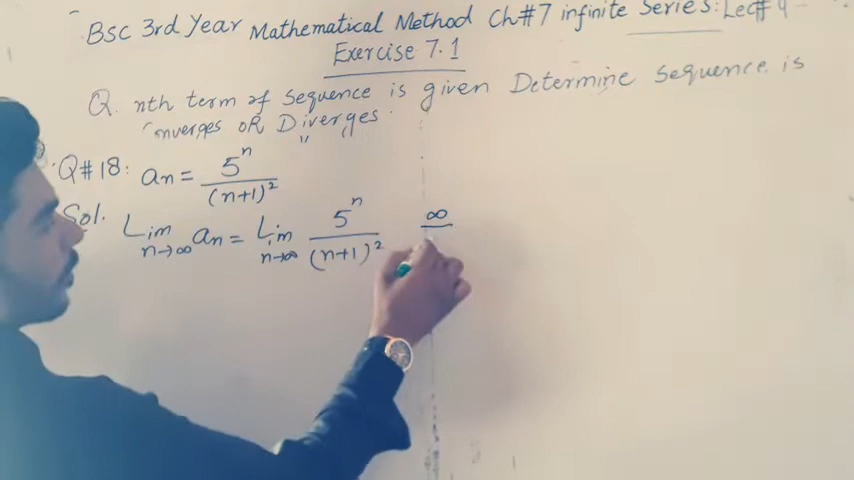 Bsc 3rd Year Mathematical Method Ch#7 infinite Series: Lec# 4
Exercise 7.1
Q. nth term of sequence is given Determine sequence is
Converges OR Diverges.
Q#18: an = 5^n / (n+1)^2
Sol. Lim n→∞ an = Lim n→∞ 5^n / (n+1)^2 ∞